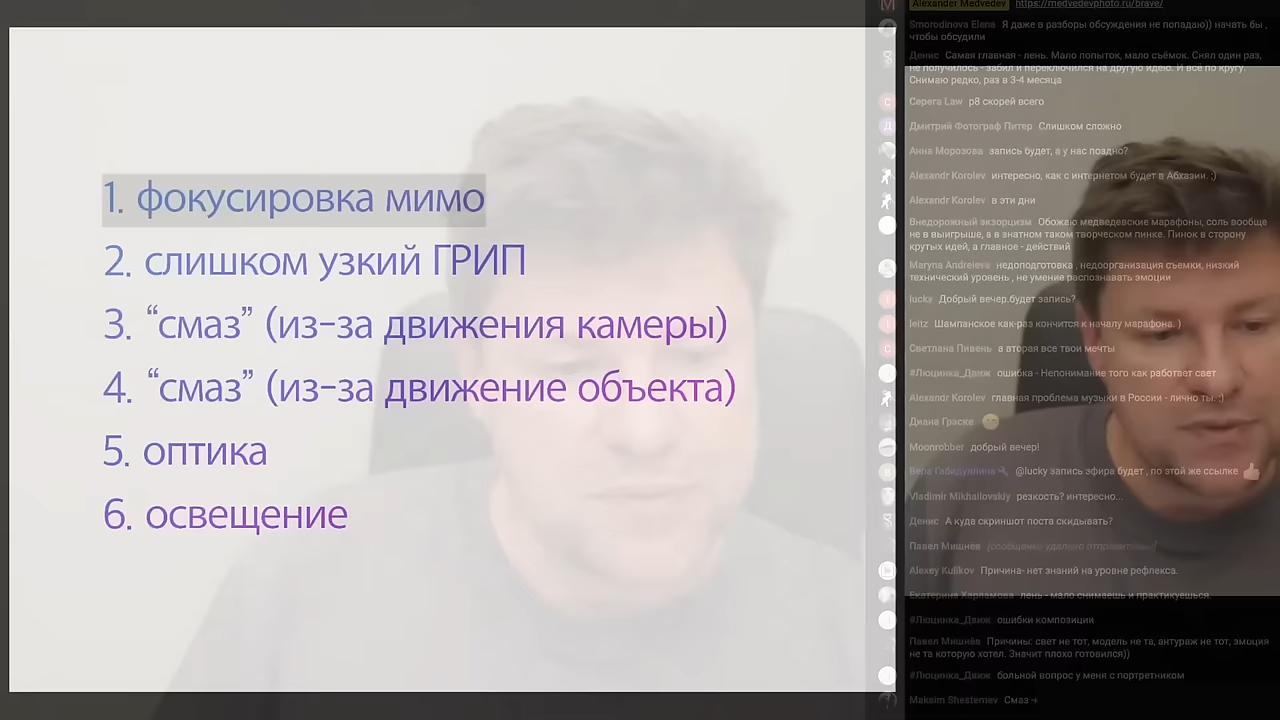 1. фокусировка мимо
2. слишком узкий ГРИП
3. “смаз” (из-за движения камеры)
4. “смаз” (из-за движение объекта)
5. оптика
6. освещение
Alexander Medvedev https://medvedevphoto.ru/brave/
Smorodinova Elena Я даже в разборы обсуждения не попадаю)) начать бы ,
чтобы обсудили
Денис Самая главная - лень. Мало попыток, мало съёмок. Снял один раз,
не получилось - забил и переключился на другую идею. И всё по кругу.
Снимаю редко, раз в 3-4 месяца
Серега Law р8 скорей всего
Дмитрий Фотограф Питер Слишком сложно
Анна Морозова запись будет, а у нас поздно?
Alexandr Korolev интересно, как с интернетом будет в Абхазии. ;)
Alexandr Korolev в эти дни
Внедорожный экзорцизм Обожаю медведевские марафоны, соль вообще
не в выигрыше, а в знатном таком творческом пинке. Пинок в сторону
крутых идей, а главное - действий
Maryna Andreieva недоподготовка , недоорганизация съемки, низкий
технический уровень , не умение распознавать эмоции
lucky Добрый вечер.будет запись?
leitz Шампанское как-раз кончится к началу марафона. )
Светлана Пивень а вторая все твои мечты
#Люцинка_Движ ошибка - Непонимание того как работает свет
Alexandr Korolev главная проблема музыки в России - лично ты. :)
Диана Грэске
Moonrobber добрый вечер!
Вера Габидуллина @lucky запись эфира будет , по этой же ссылке
Vladimir Mikhailovskiy резкость? интересно...
Денис А куда скриншот поста скидывать?
Павел Мишнёв
Alexey Kulikov Причина- нет знаний на уровне рефлекса.
Екатерина Харламова лень - мало снимаешь и практикуешься.
#Люцинка_Движ ошибки композиции
Павел Мишнёв Причины: свет не тот, модель не та, антураж не тот, эмоция
не та которую хотел. Значит плохо готовился))
#Люцинка_Движ больной вопрос у меня с портретником
Maksim Shesternev Смаз